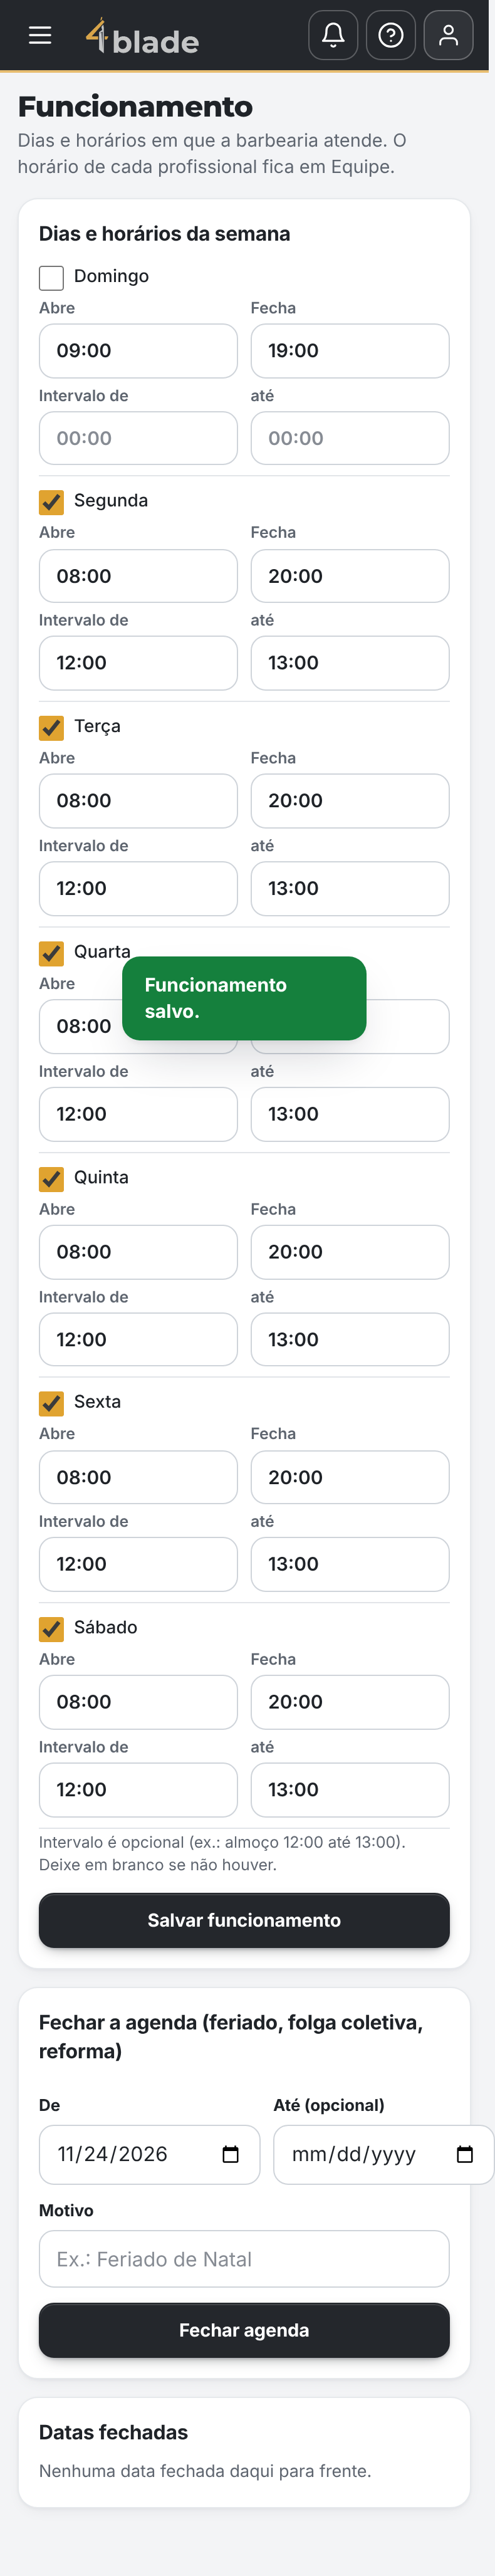 4blade
Funcionamento
Dias e horários em que a barbearia atende. O
horário de cada profissional fica em Equipe.
Dias e horários da semana
Domingo
Abre Fecha
09:00 19:00
Intervalo de até
00:00 00:00
Segunda
Abre Fecha
08:00 20:00
Intervalo de até
12:00 13:00
Terça
Abre Fecha
08:00 20:00
Intervalo de até
12:00 13:00
Quarta
Abre
08:00
Funcionamento
salvo.
Intervalo de até
12:00 13:00
Quinta
Abre Fecha
08:00 20:00
Intervalo de até
12:00 13:00
Sexta
Abre Fecha
08:00 20:00
Intervalo de até
12:00 13:00
Sábado
Abre Fecha
08:00 20:00
Intervalo de até
12:00 13:00
Intervalo é opcional (ex.: almoço 12:00 até 13:00).
Deixe em branco se não houver.
Salvar funcionamento
Fechar a agenda (feriado, folga coletiva,
reforma)
De Até (opcional)
11/24/2026 mm/dd/yyyy
Motivo
Ex.: Feriado de Natal
Fechar agenda
Datas fechadas
Nenhuma data fechada daqui para frente.